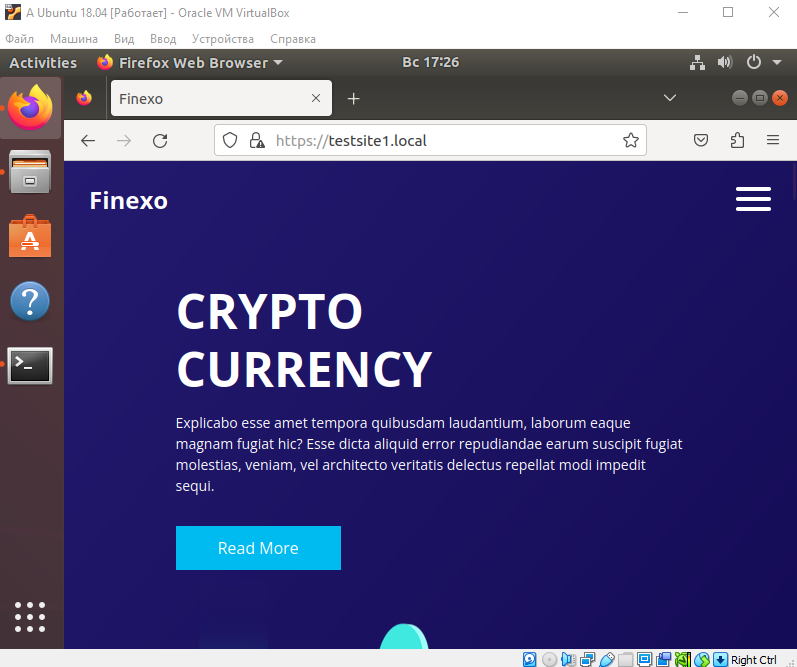 A Ubuntu 18.04 [Работает] - Oracle VM VirtualBox
Файл Машина Вид Ввод Устройства Справка
Activities Firefox Web Browser Вс 17:26
Finexo
https://testsite1.local
Finexo
CRYPTO
CURRENCY
Explicabo esse amet tempora quibusdam laudantium, laborum eaque
magnam fugiat hic? Esse dicta aliquid error repudiandae earum suscipit fugiat
molestias, veniam, vel architecto veritatis delectus repellat modi impedit
sequi.
Read More
Right Ctrl